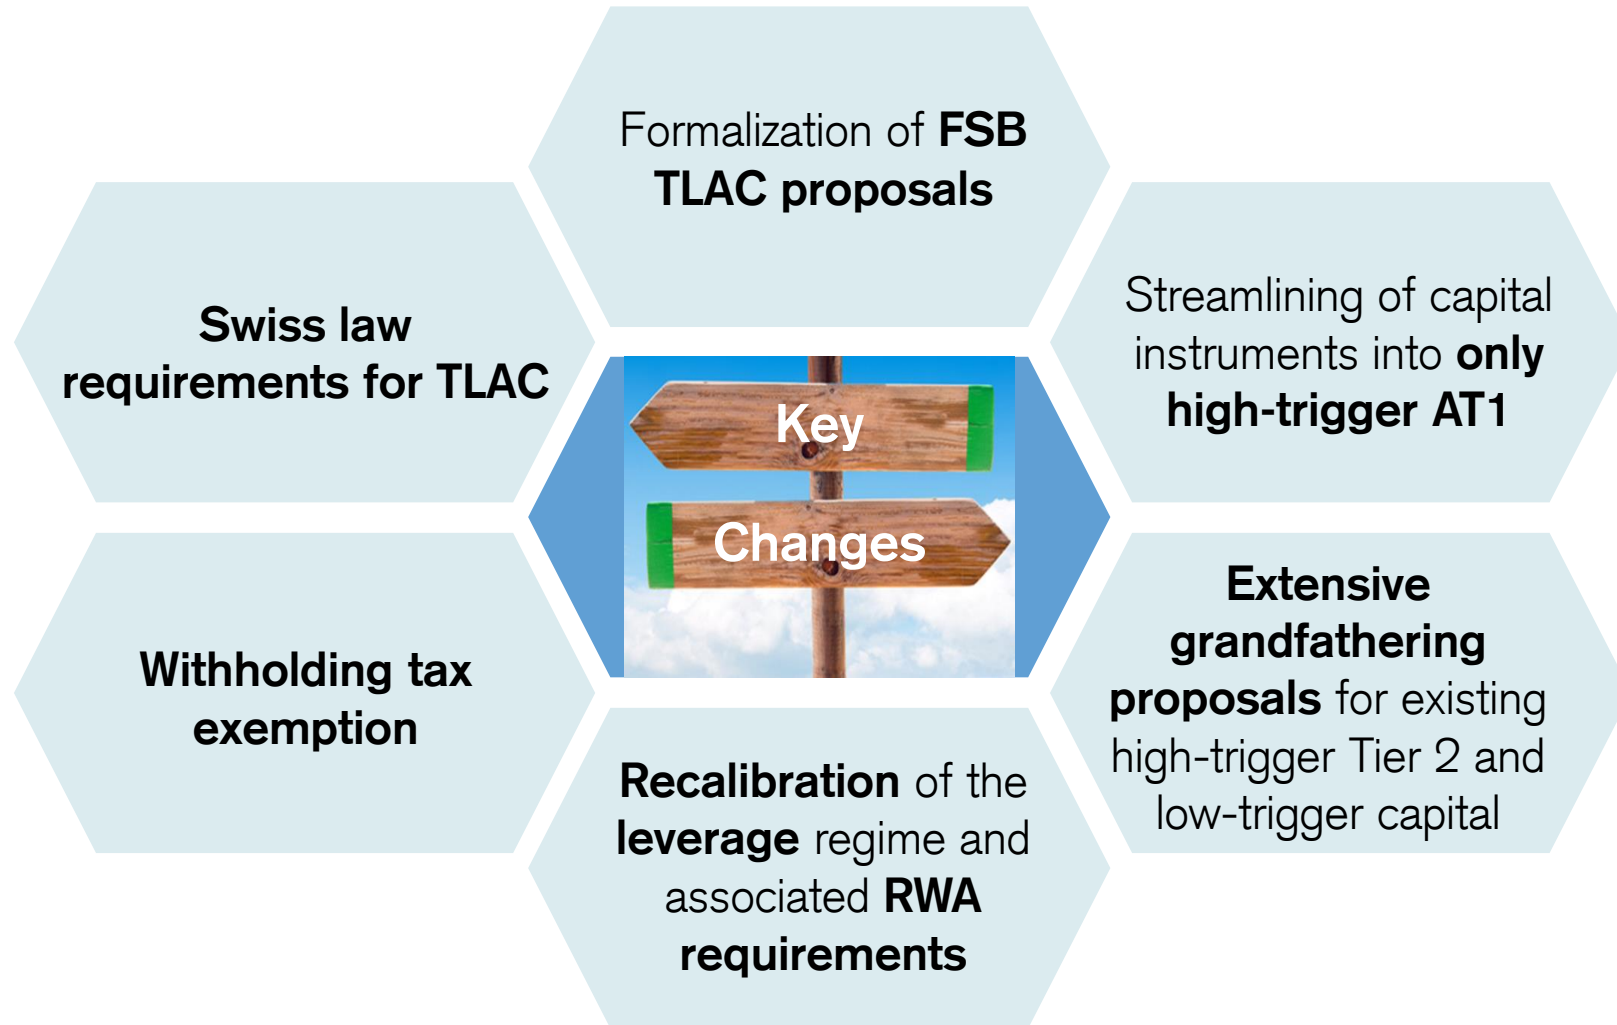 Formalization of FSB
TLAC proposals
Swiss law
requirements for TLAC
Streamlining of capital
instruments into only
high-trigger AT1
Key
Changes
Withholding tax
exemption
Extensive
grandfathering
proposals for existing
high-trigger Tier 2 and
low-trigger capital
Recalibration of the
leverage regime and
associated RWA
requirements